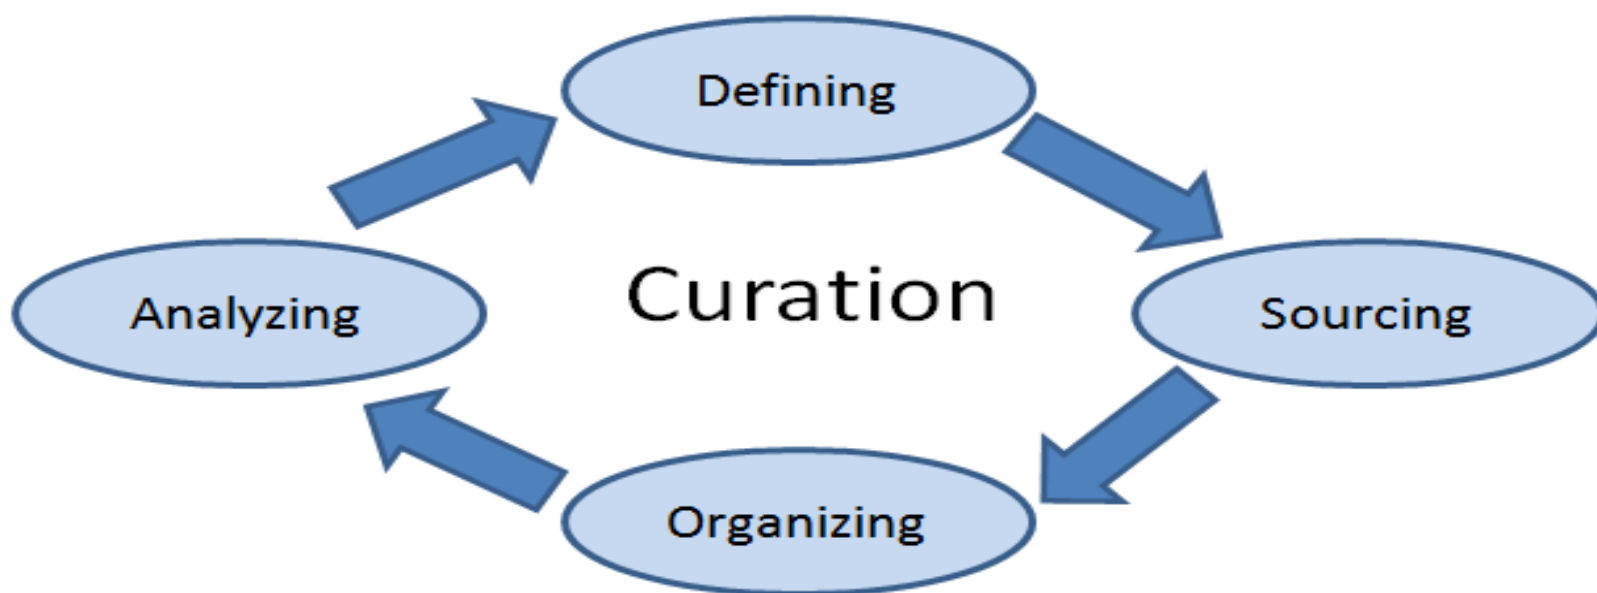 Defining
Curation
Analyzing
Sourcing
Organizing